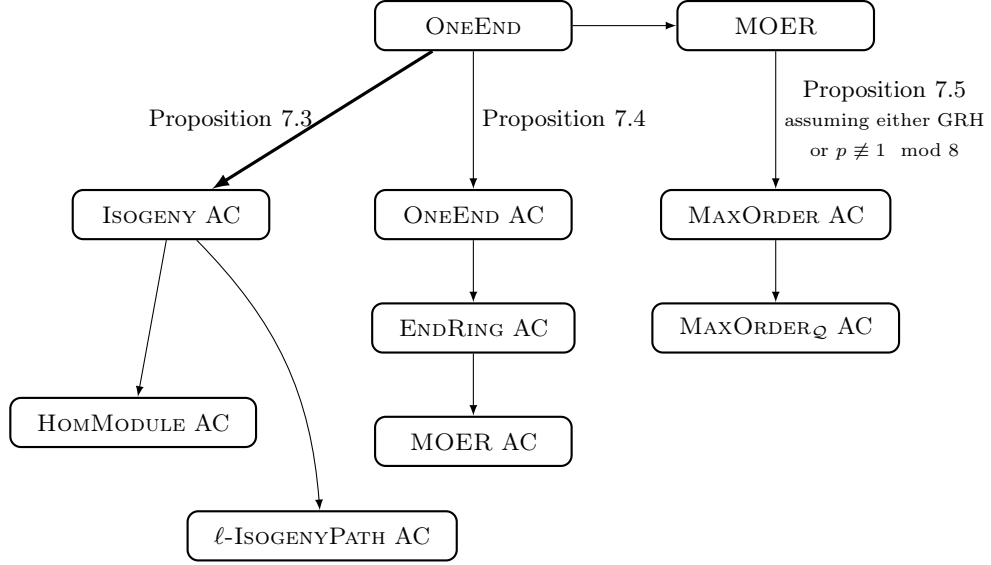 ONEEND
MOER
Proposition 7.3
Proposition 7.4
Proposition 7.5
assuming either GRH
or p ≢ 1 mod 8
ISOGENY AC
ONEEND AC
MAXORDER AC
ENDRING AC
MAXORDER_𝒬 AC
HOMMODULE AC
MOER AC
ℓ-ISOGENYPATH AC